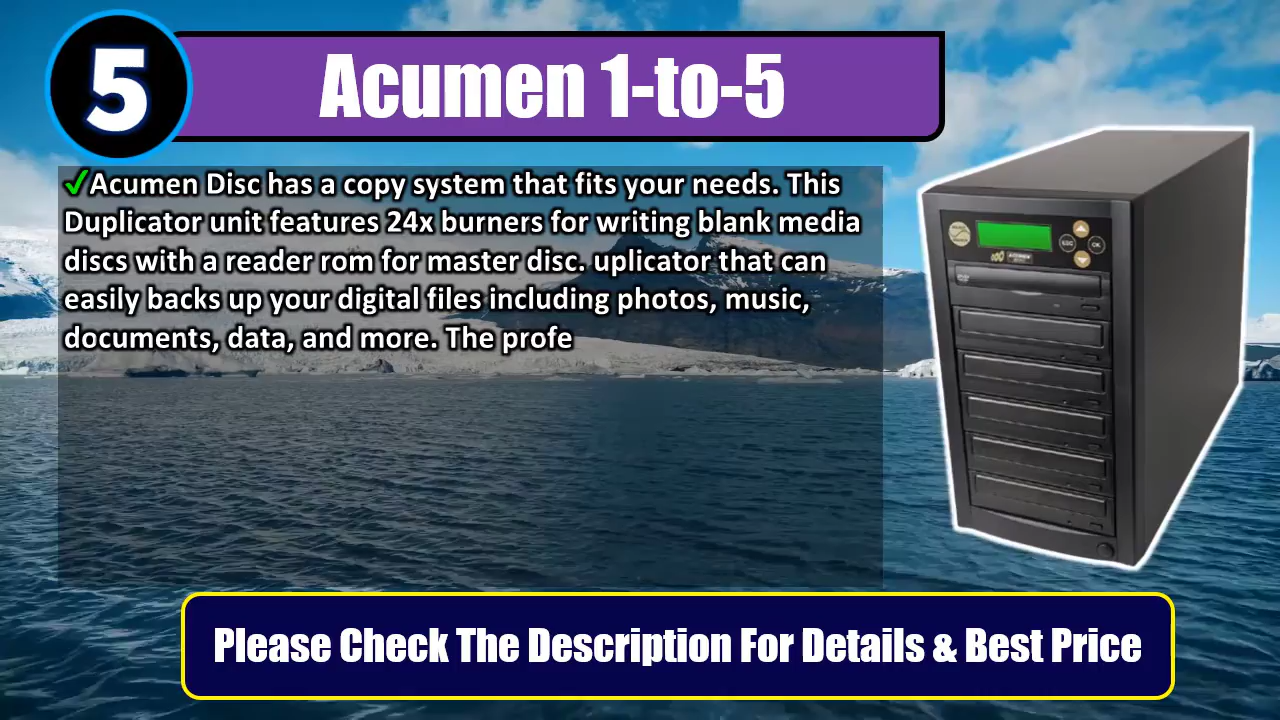 5
Acumen 1-to-5
✓Acumen Disc has a copy system that fits your needs. This
Duplicator unit features 24x burners for writing blank media
discs with a reader rom for master disc. uplicator that can
easily backs up your digital files including photos, music,
documents, data, and more. The profe
ESC
OK
ACUMEN
Please Check The Description For Details & Best Price